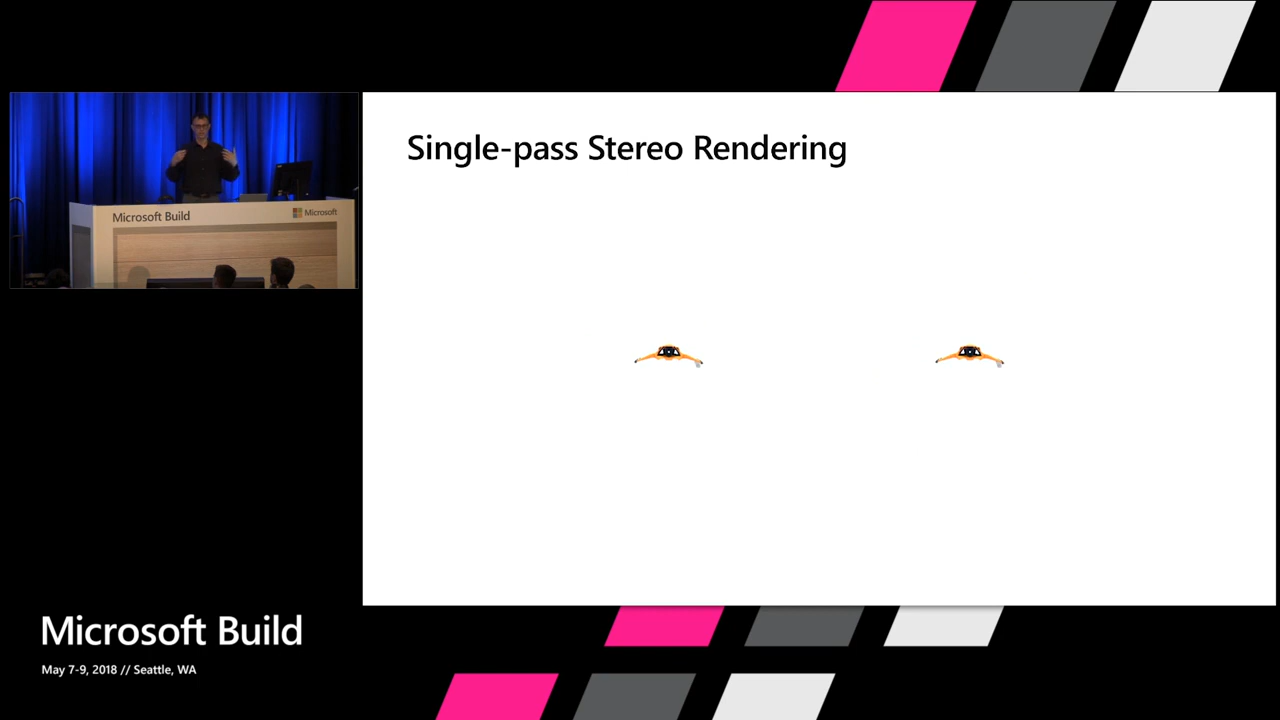 Single-pass Stereo Rendering
Microsoft Build
Microsoft
Microsoft Build
May 7-9, 2018 // Seattle, WA